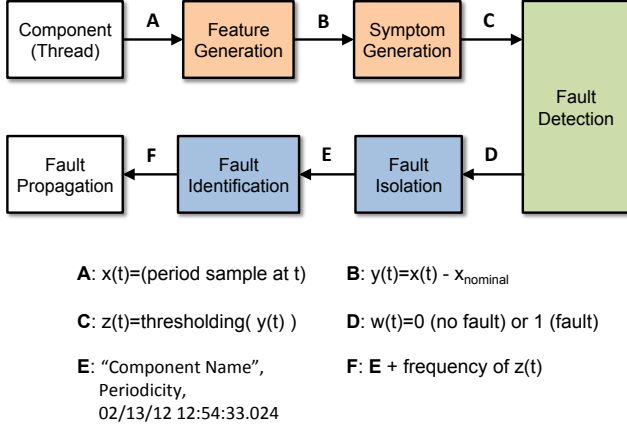 Component
(Thread)
A
Feature
Generation
B
Symptom
Generation
C
Fault
Detection
D
Fault
Isolation
E
Fault
Identification
F
Fault
Propagation
A: x(t)=(period sample at t)
B: y(t)=x(t) - xnominal
C: z(t)=thresholding( y(t) )
D: w(t)=0 (no fault) or 1 (fault)
E: “Component Name”,
Periodicity,
02/13/12 12:54:33.024
F: E + frequency of z(t)